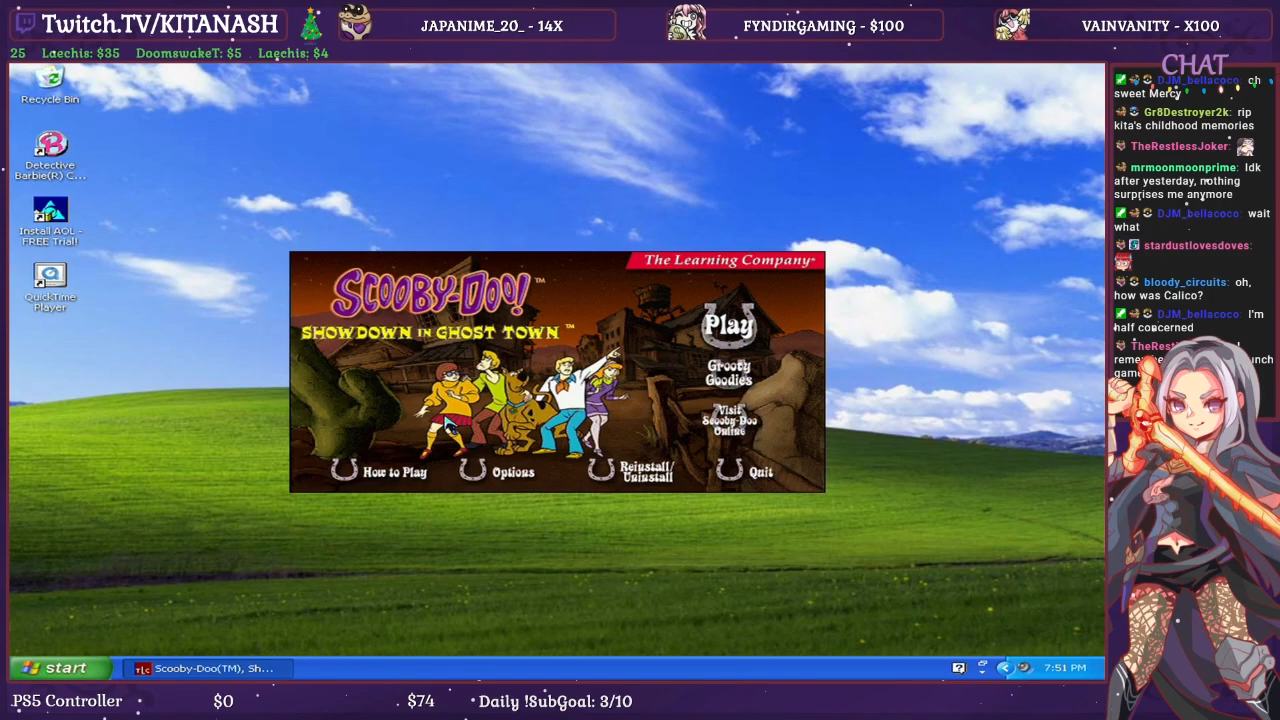 Twitch.TV/KITANASH
JAPANIME_20_ - 14X
FYNDIRGAMING - $100
VAINVANITY - X100
25 Laechis: $35 DoomswakeT: $5 Laechis: $4
Recycle Bin
Detective
Barbie(R) C...
Install AOL -
FREE Trial!
QuickTime
Player
The Learning Company
SCOOBY-DOO! ™
SHOWDOWN IN GHOST TOWN ™
Play
Groovy
Goodies
Visit
Scooby-Doo
Online
How to Play
Options
Reinstall/
Uninstall
Quit
CHAT
DJM_bellacoco: ch
sweet Mercy
Gr8Destroyer2k: rip
kita's childhood memories
TheRestlessJoker:
mrmoonmoonprime: Idk
after yesterday, nothing
surprises me anymore
DJM_bellacoco: wait
what
stardustlovesdoves:
bloody_circuits: oh,
how was Calico?
DJM_bellacoco: I'm
half concerned
start
TLC Scooby-Doo(TM), Sh...
7:51 PM
PS5 Controller
$0
$74
Daily !SubGoal: 3/10